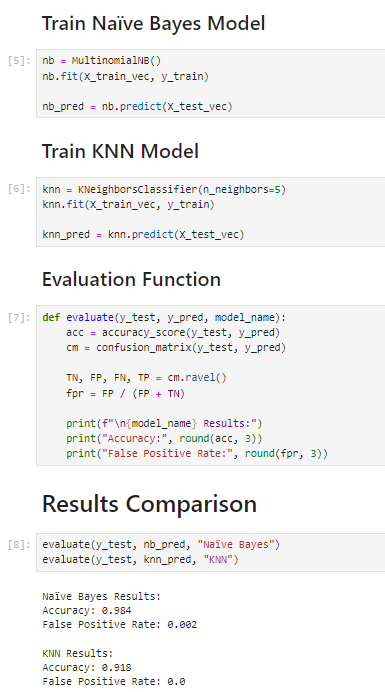 Train Naïve Bayes Model
[5]: nb = MultinomialNB()
nb.fit(X_train_vec, y_train)
nb_pred = nb.predict(X_test_vec)
Train KNN Model
[6]: knn = KNeighborsClassifier(n_neighbors=5)
knn.fit(X_train_vec, y_train)
knn_pred = knn.predict(X_test_vec)
Evaluation Function
[7]: def evaluate(y_test, y_pred, model_name):
    acc = accuracy_score(y_test, y_pred)
    cm = confusion_matrix(y_test, y_pred)
    TN, FP, FN, TP = cm.ravel()
    fpr = FP / (FP + TN)
    print(f"\n{model_name} Results:")
    print("Accuracy:", round(acc, 3))
    print("False Positive Rate:", round(fpr, 3))
Results Comparison
[8]: evaluate(y_test, nb_pred, "Naïve Bayes")
evaluate(y_test, knn_pred, "KNN")
Naïve Bayes Results:
Accuracy: 0.984
False Positive Rate: 0.002
KNN Results:
Accuracy: 0.918
False Positive Rate: 0.0